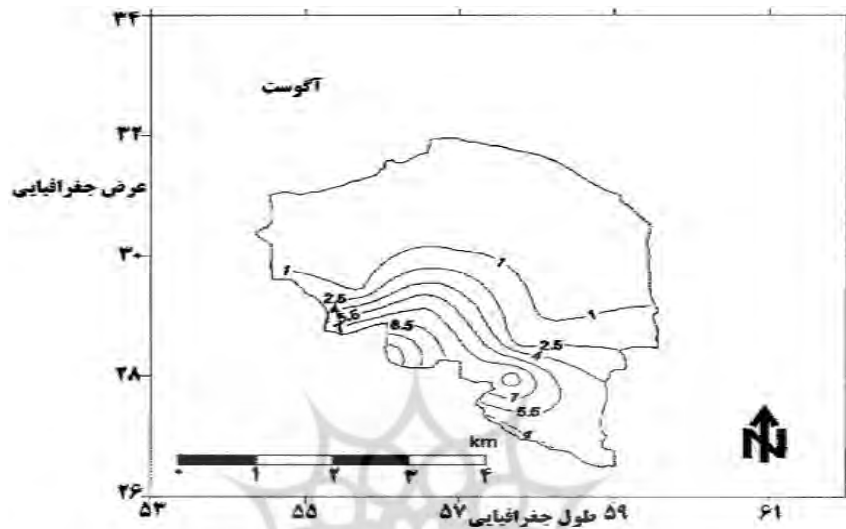 ۳۴
آگوست
۳۲
عرض جغرافیایی
۳۰
1
1
1
2.5
5.5
8.5
2.5
4
۲۸
7
5.5
4
km
۰ ۱ ۲ ۳ ۴
N
۲۶
۵۳ ۵۵ ۵۷ ۵۹ ۶۱
طول جغرافیایی